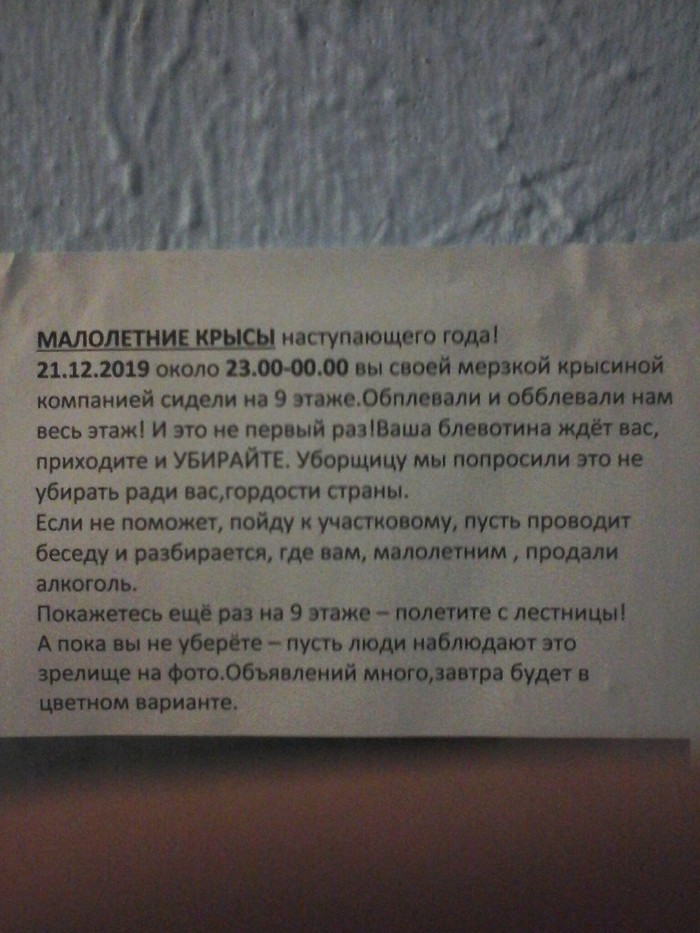 МАЛОЛЕТНИЕ КРЫСЫ наступающего года!
21.12.2019 около 23.00-00.00 вы своей мерзкой крысиной
компанией сидели на 9 этаже.Обплевали и обблевали нам
весь этаж! И это не первый раз!Ваша блевотина ждёт вас,
приходите и УБИРАЙТЕ. Уборщицу мы попросили это не
убирать ради вас,гордости страны.
Если не поможет, пойду к участковому, пусть проводит
беседу и разбирается, где вам, малолетним , продали
алкоголь.
Покажетесь ещё раз на 9 этаже – полетите с лестницы!
А пока вы не уберёте – пусть люди наблюдают это
зрелище на фото.Объявлений много,завтра будет в
цветном варианте.